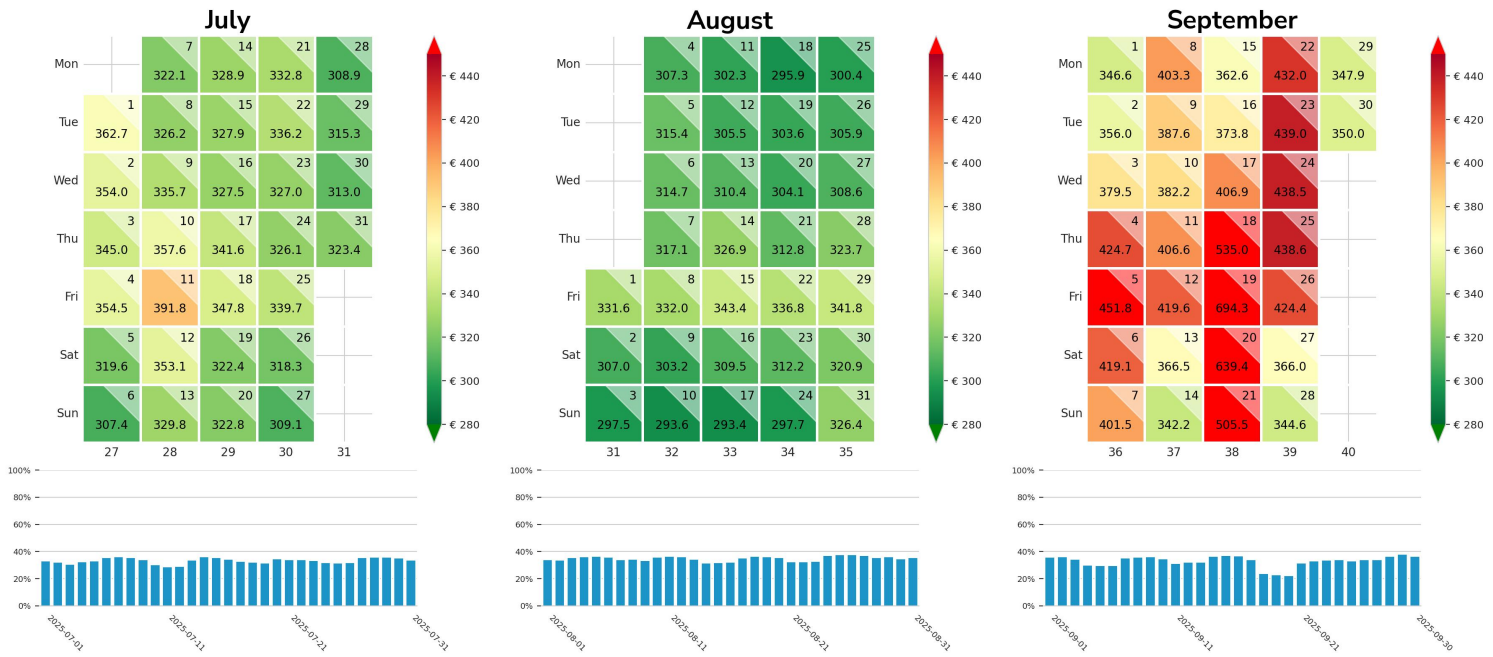 July August September
7 14 21 28 4 11 18 25 1 8 15 22 29
Mon 322.1 328.9 332.8 308.9 € 440 Mon 307.3 302.3 295.9 300.4 € 440 Mon 346.6 403.3 362.6 432.0 347.9 € 440
1 8 15 22 29 5 12 19 26 2 9 16 23 30
Tue 362.7 326.2 327.9 336.2 315.3 € 420 Tue 315.4 305.5 303.6 305.9 € 420 Tue 356.0 387.6 373.8 439.0 350.0 € 420
2 9 16 23 30 € 400 6 13 20 27 € 400 3 10 17 24 € 400
Wed 354.0 335.7 327.5 327.0 313.0 € 380 Wed 314.7 310.4 304.1 308.6 € 380 Wed 379.5 382.2 406.9 438.5 € 380
3 10 17 24 31 7 14 21 28 4 11 18 25
Thu 345.0 357.6 341.6 326.1 323.4 € 360 Thu 317.1 326.9 312.8 323.7 € 360 Thu 424.7 406.6 535.0 438.6 € 360
4 11 18 25 1 8 15 22 29 5 12 19 26
Fri 354.5 391.8 347.8 339.7 € 340 Fri 331.6 332.0 343.4 336.8 341.8 € 340 Fri 451.8 419.6 694.3 424.4 € 340
5 12 19 26 € 320 2 9 16 23 30 € 320 6 13 20 27 € 320
Sat 319.6 353.1 322.4 318.3 Sat 307.0 303.2 309.5 312.2 320.9 Sat 419.1 366.5 639.4 366.0
6 13 20 27 € 300 3 10 17 24 31 € 300 7 14 21 28 € 300
Sun 307.4 329.8 322.8 309.1 € 280 Sun 297.5 293.6 293.4 297.7 326.4 € 280 Sun 401.5 342.2 505.5 344.6 € 280
27 28 29 30 31 31 32 33 34 35 36 37 38 39 40
100% 100% 100%
80% 80% 80%
60% 60% 60%
40% 40% 40%
20% 20% 20%
0% 0% 0%
2025-07-01 2025-07-11 2025-07-21 2025-07-31 2025-08-01 2025-08-11 2025-08-21 2025-08-31 2025-09-01 2025-09-11 2025-09-21 2025-09-30